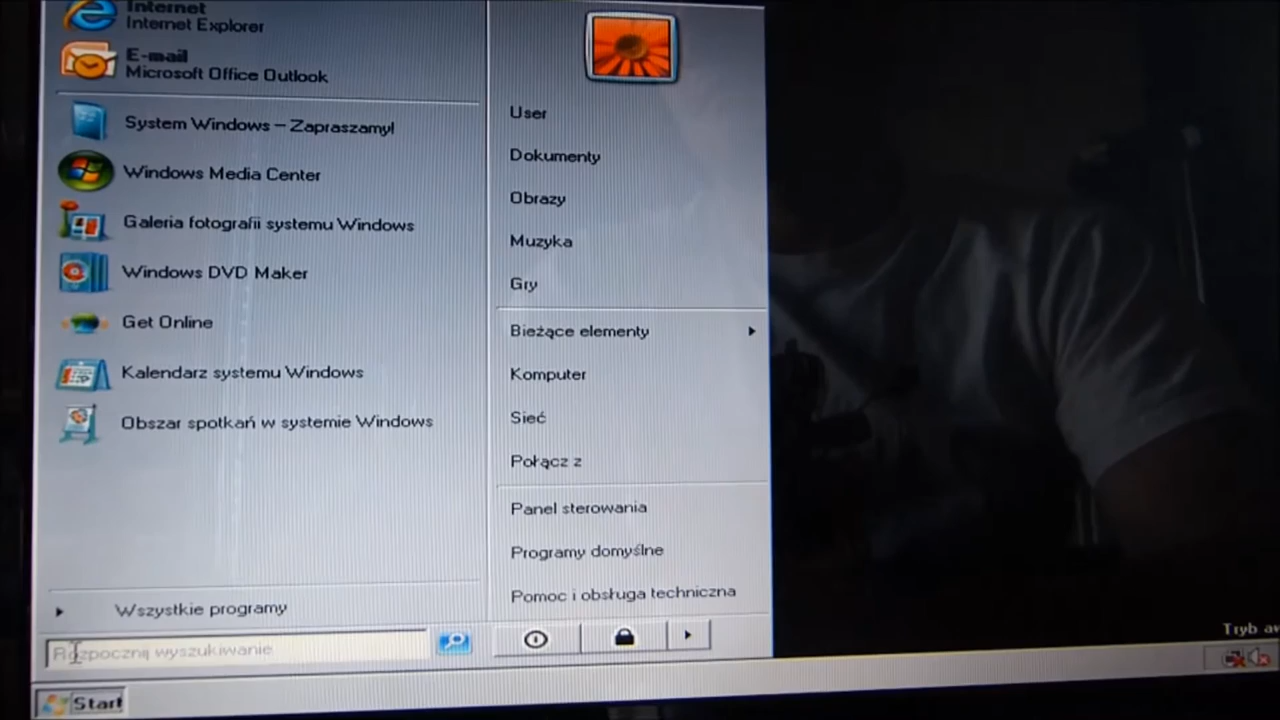 Internet
Internet Explorer
E-mail
Microsoft Office Outlook
System Windows – Zapraszamy!
Windows Media Center
Galeria fotografii systemu Windows
Windows DVD Maker
Get Online
Kalendarz systemu Windows
Obszar spotkań w systemie Windows
Wszystkie programy
Rozpocznij wyszukiwanie
Start
User
Dokumenty
Obrazy
Muzyka
Gry
Bieżące elementy
Komputer
Sieć
Połącz z
Panel sterowania
Programy domyślne
Pomoc i obsługa techniczna
Tryb aw